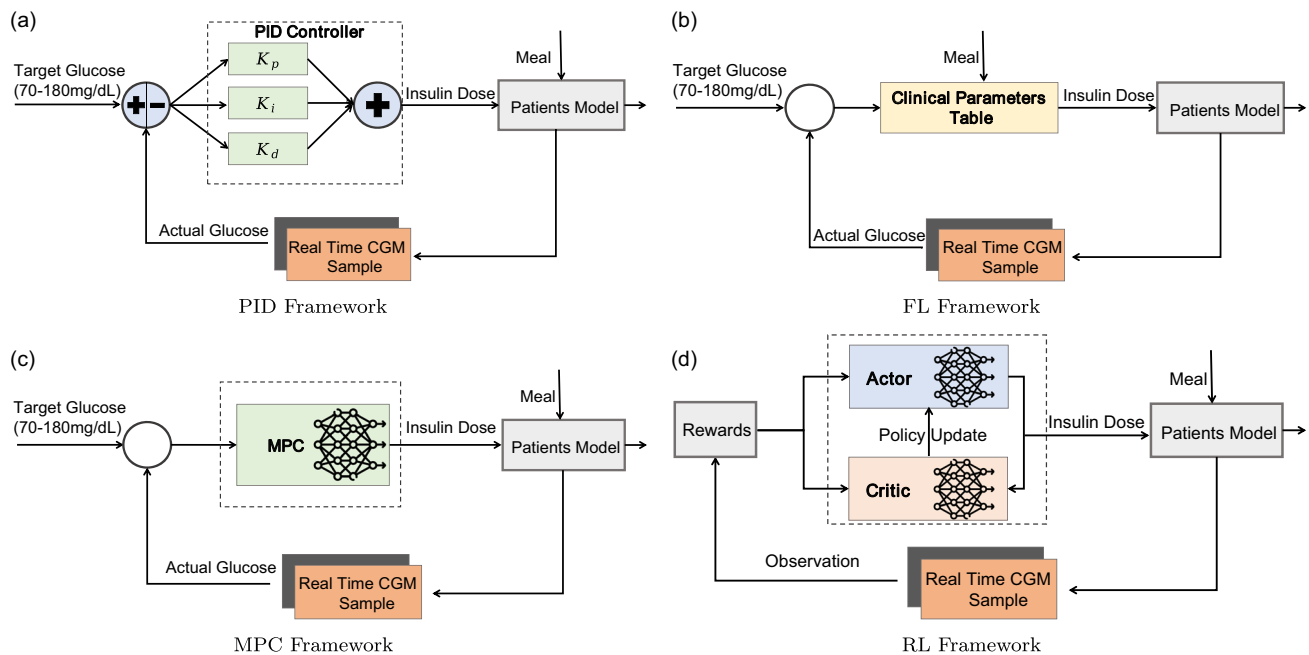 (a)
PID Controller
Target Glucose
(70-180mg/dL)
K_p
K_i
K_d
Insulin Dose
Meal
Patients Model
Actual Glucose
Real Time CGM
Sample
PID Framework
(b)
Target Glucose
(70-180mg/dL)
Meal
Clinical Parameters
Table
Insulin Dose
Patients Model
Actual Glucose
Real Time CGM
Sample
FL Framework
(c)
Target Glucose
(70-180mg/dL)
MPC
Insulin Dose
Meal
Patients Model
Actual Glucose
Real Time CGM
Sample
MPC Framework
(d)
Rewards
Actor
Policy Update
Critic
Insulin Dose
Meal
Patients Model
Observation
Real Time CGM
Sample
RL Framework